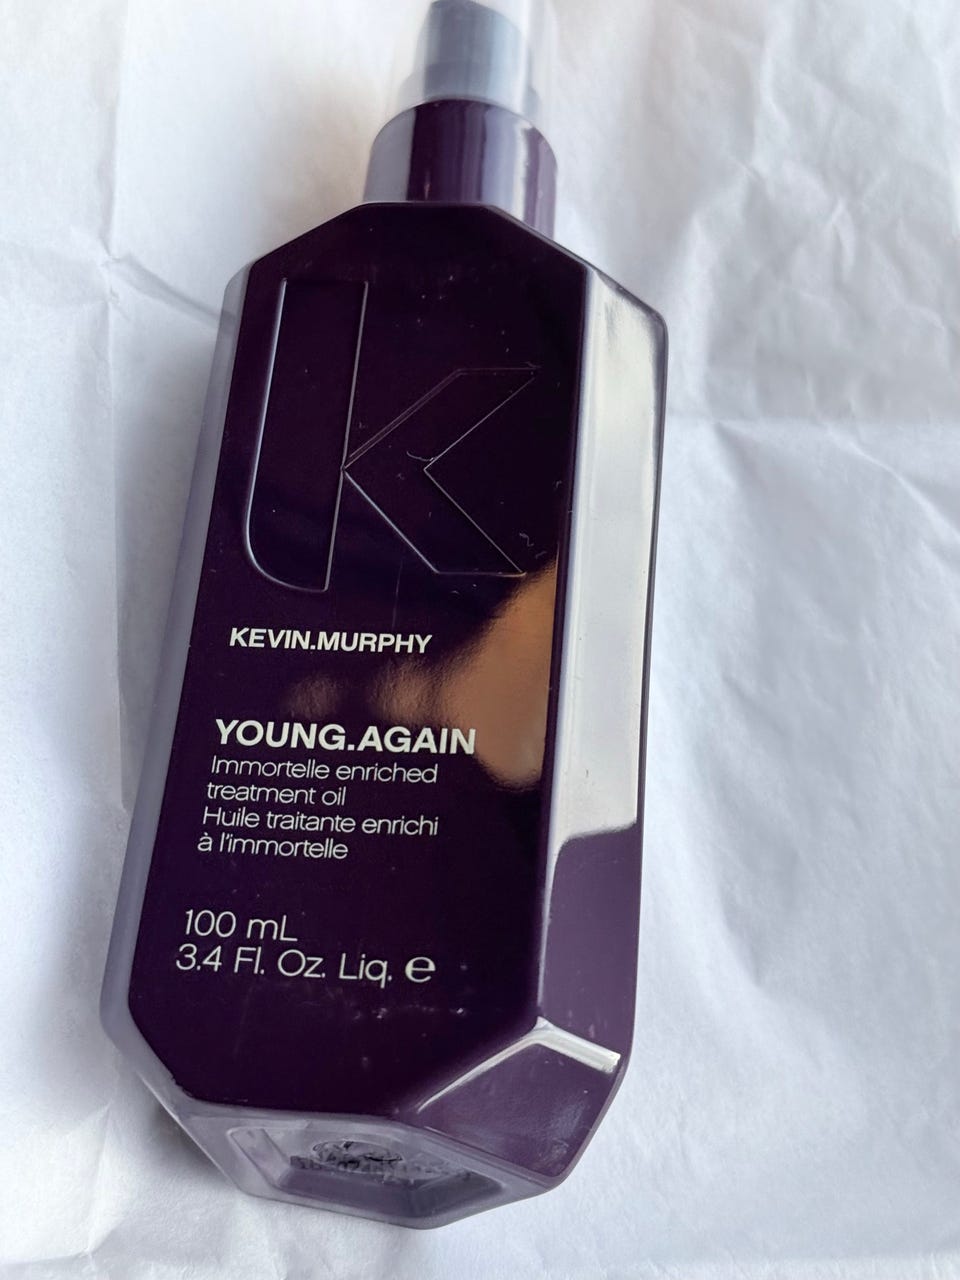 K
KEVIN.MURPHY
YOUNG.AGAIN
Immortelle enriched
treatment oil
Huile traitante enrichi
à l'immortelle
100 mL
3.4 Fl. Oz. Liq. e